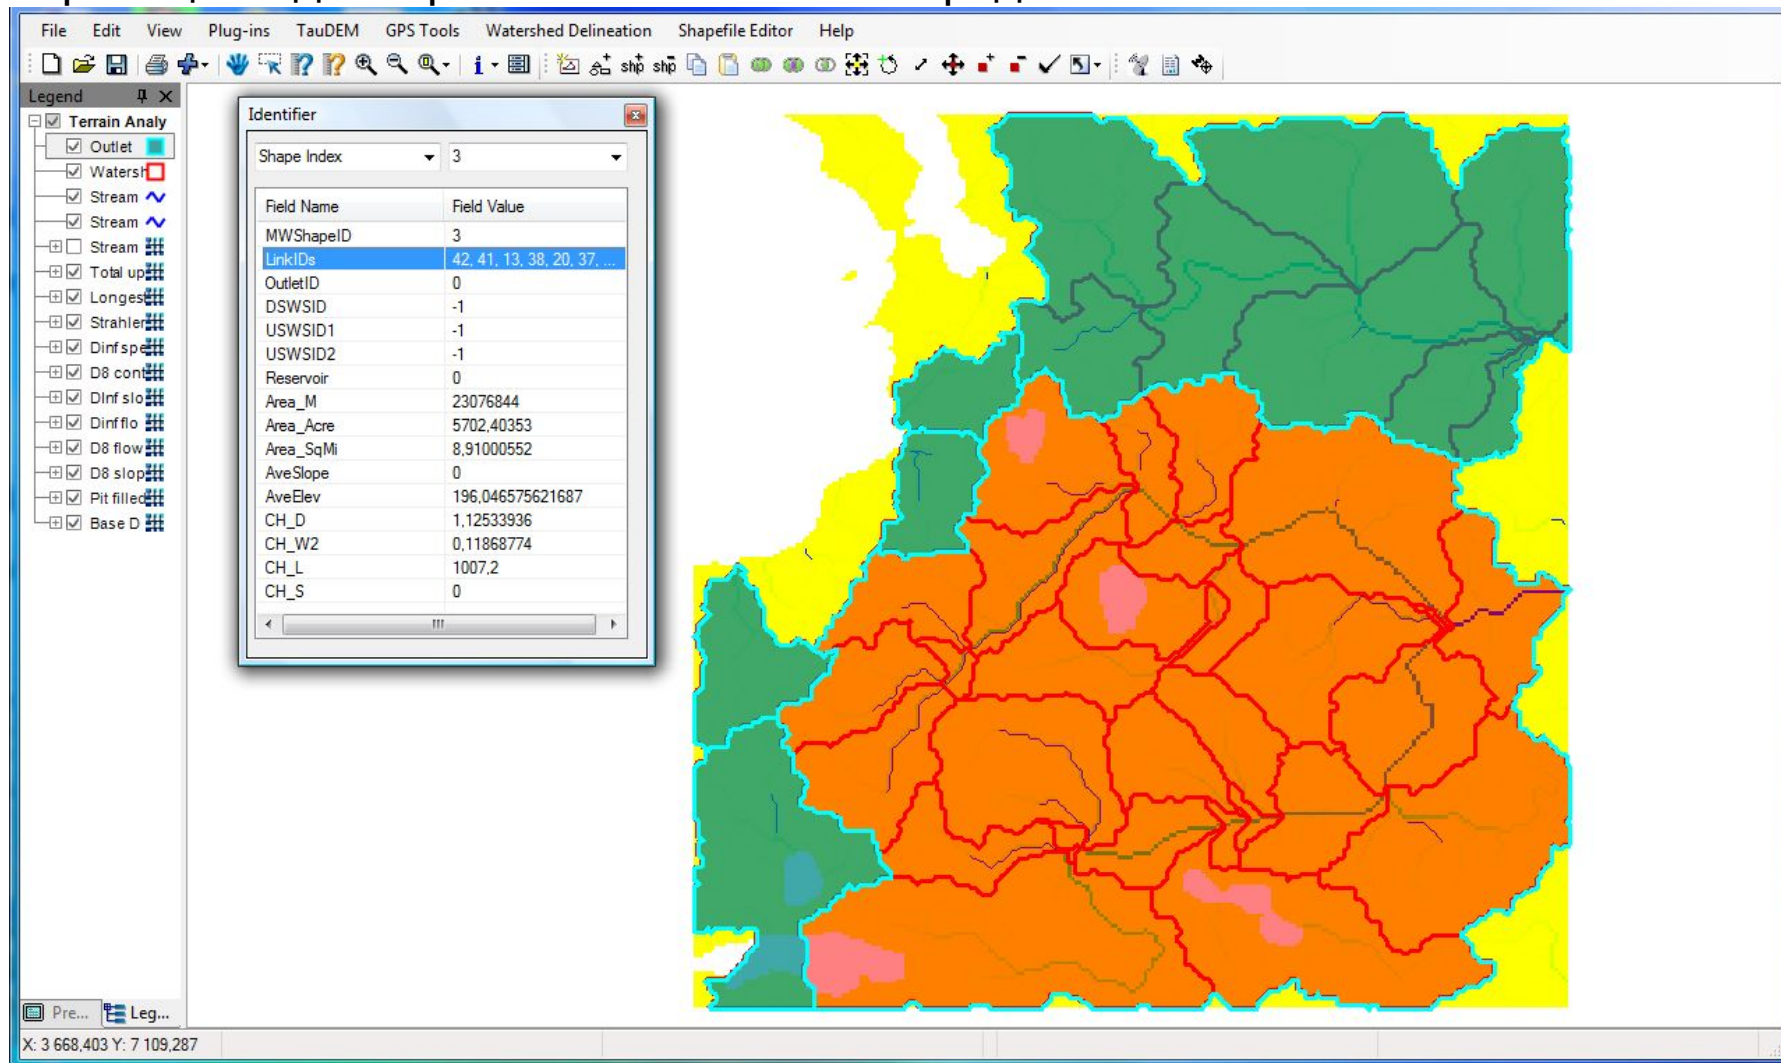 File Edit View Plug-ins TauDEM GPS Tools Watershed Delineation Shapefile Editor Help
Legend
Terrain Analy
Outlet
Watersh
Stream
Stream
Stream
Total up
Longest
Strahler
Dinf spe
D8 cont
DInf slo
Dinf flo
D8 flow
D8 slop
Pit filled
Base D
Pre... Leg...
Identifier
Shape Index 3
Field Name Field Value
MWShapeID 3
LinkIDs 42, 41, 13, 38, 20, 37, ...
OutletID 0
DSWSID -1
USWSID1 -1
USWSID2 -1
Reservoir 0
Area_M 23076844
Area_Acre 5702,40353
Area_SqMi 8,91000552
AveSlope 0
AveElev 196,046575621687
CH_D 1,12533936
CH_W2 0,11868774
CH_L 1007,2
CH_S 0
X: 3 668,403 Y: 7 109,287